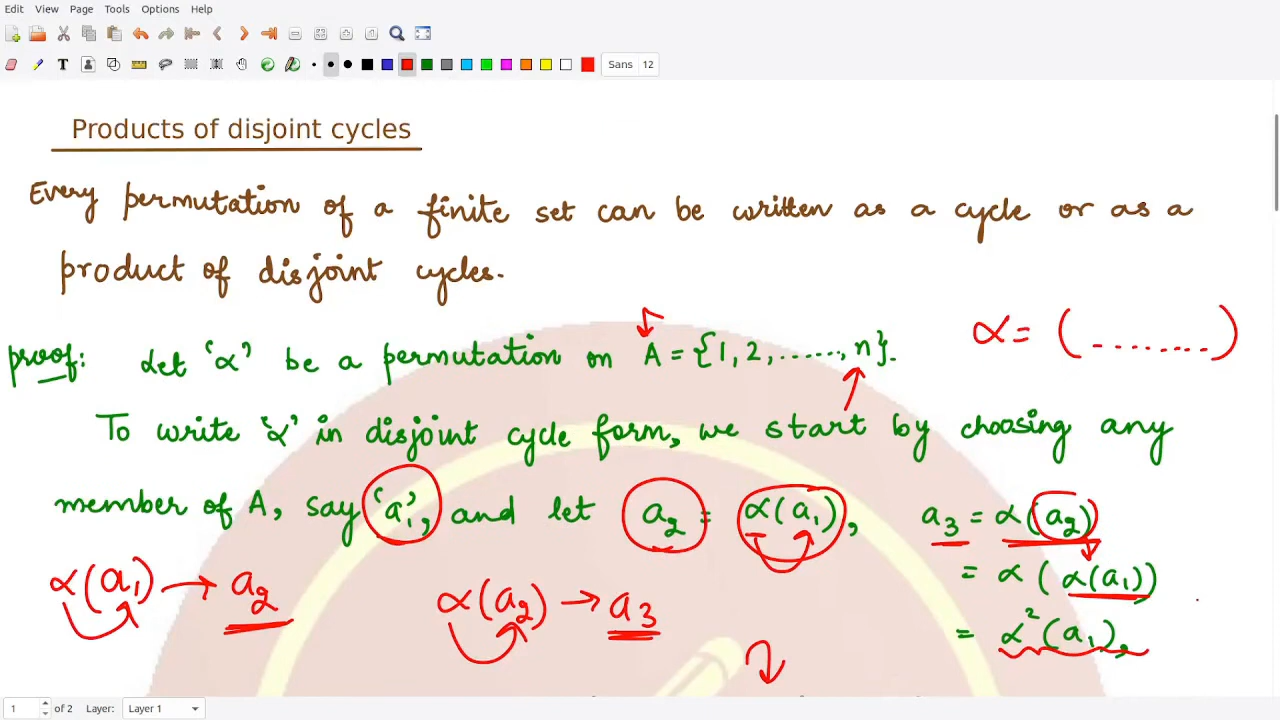 Edit View Page Tools Options Help
Sans 12
Products of disjoint cycles
Every permutation of a finite set can be written as a cycle or as a
product of disjoint cycles.
proof: Let 'α' be a permutation on A = {1, 2, ......, n}.
α = (........)
To write 'α' in disjoint cycle form, we start by choosing any
member of A, say 'a₁', and let a₂ = α(a₁), a₃ = α(a₂)
= α(α(a₁))
= α²(a₁),
α(a₁) → a₂ α(a₂) → a₃
1 of 2 Layer: Layer 1